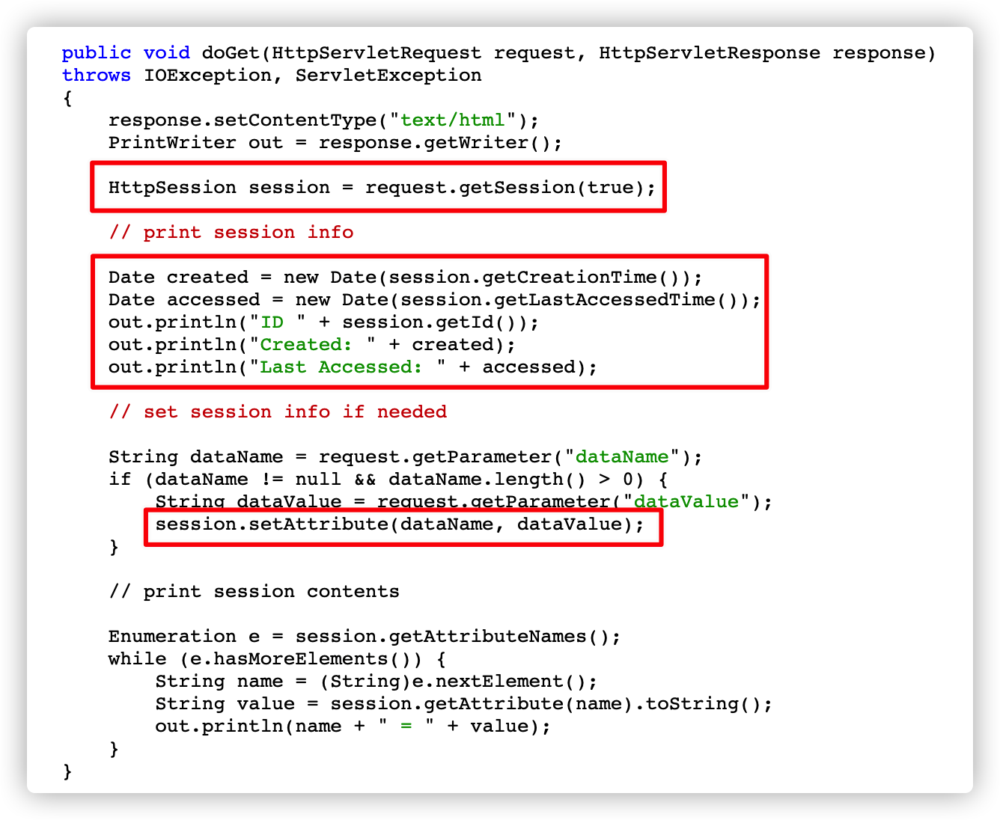 public void doGet(HttpServletRequest request, HttpServletResponse response)
throws IOException, ServletException
{
    response.setContentType("text/html");
    PrintWriter out = response.getWriter();
    HttpSession session = request.getSession(true);
    // print session info
    Date created = new Date(session.getCreationTime());
    Date accessed = new Date(session.getLastAccessedTime());
    out.println("ID " + session.getId());
    out.println("Created: " + created);
    out.println("Last Accessed: " + accessed);
    // set session info if needed
    String dataName = request.getParameter("dataName");
    if (dataName != null && dataName.length() > 0) {
        String dataValue = request.getParameter("dataValue");
        session.setAttribute(dataName, dataValue);
    }
    // print session contents
    Enumeration e = session.getAttributeNames();
    while (e.hasMoreElements()) {
        String name = (String)e.nextElement();
        String value = session.getAttribute(name).toString();
        out.println(name + " = " + value);
    }
}